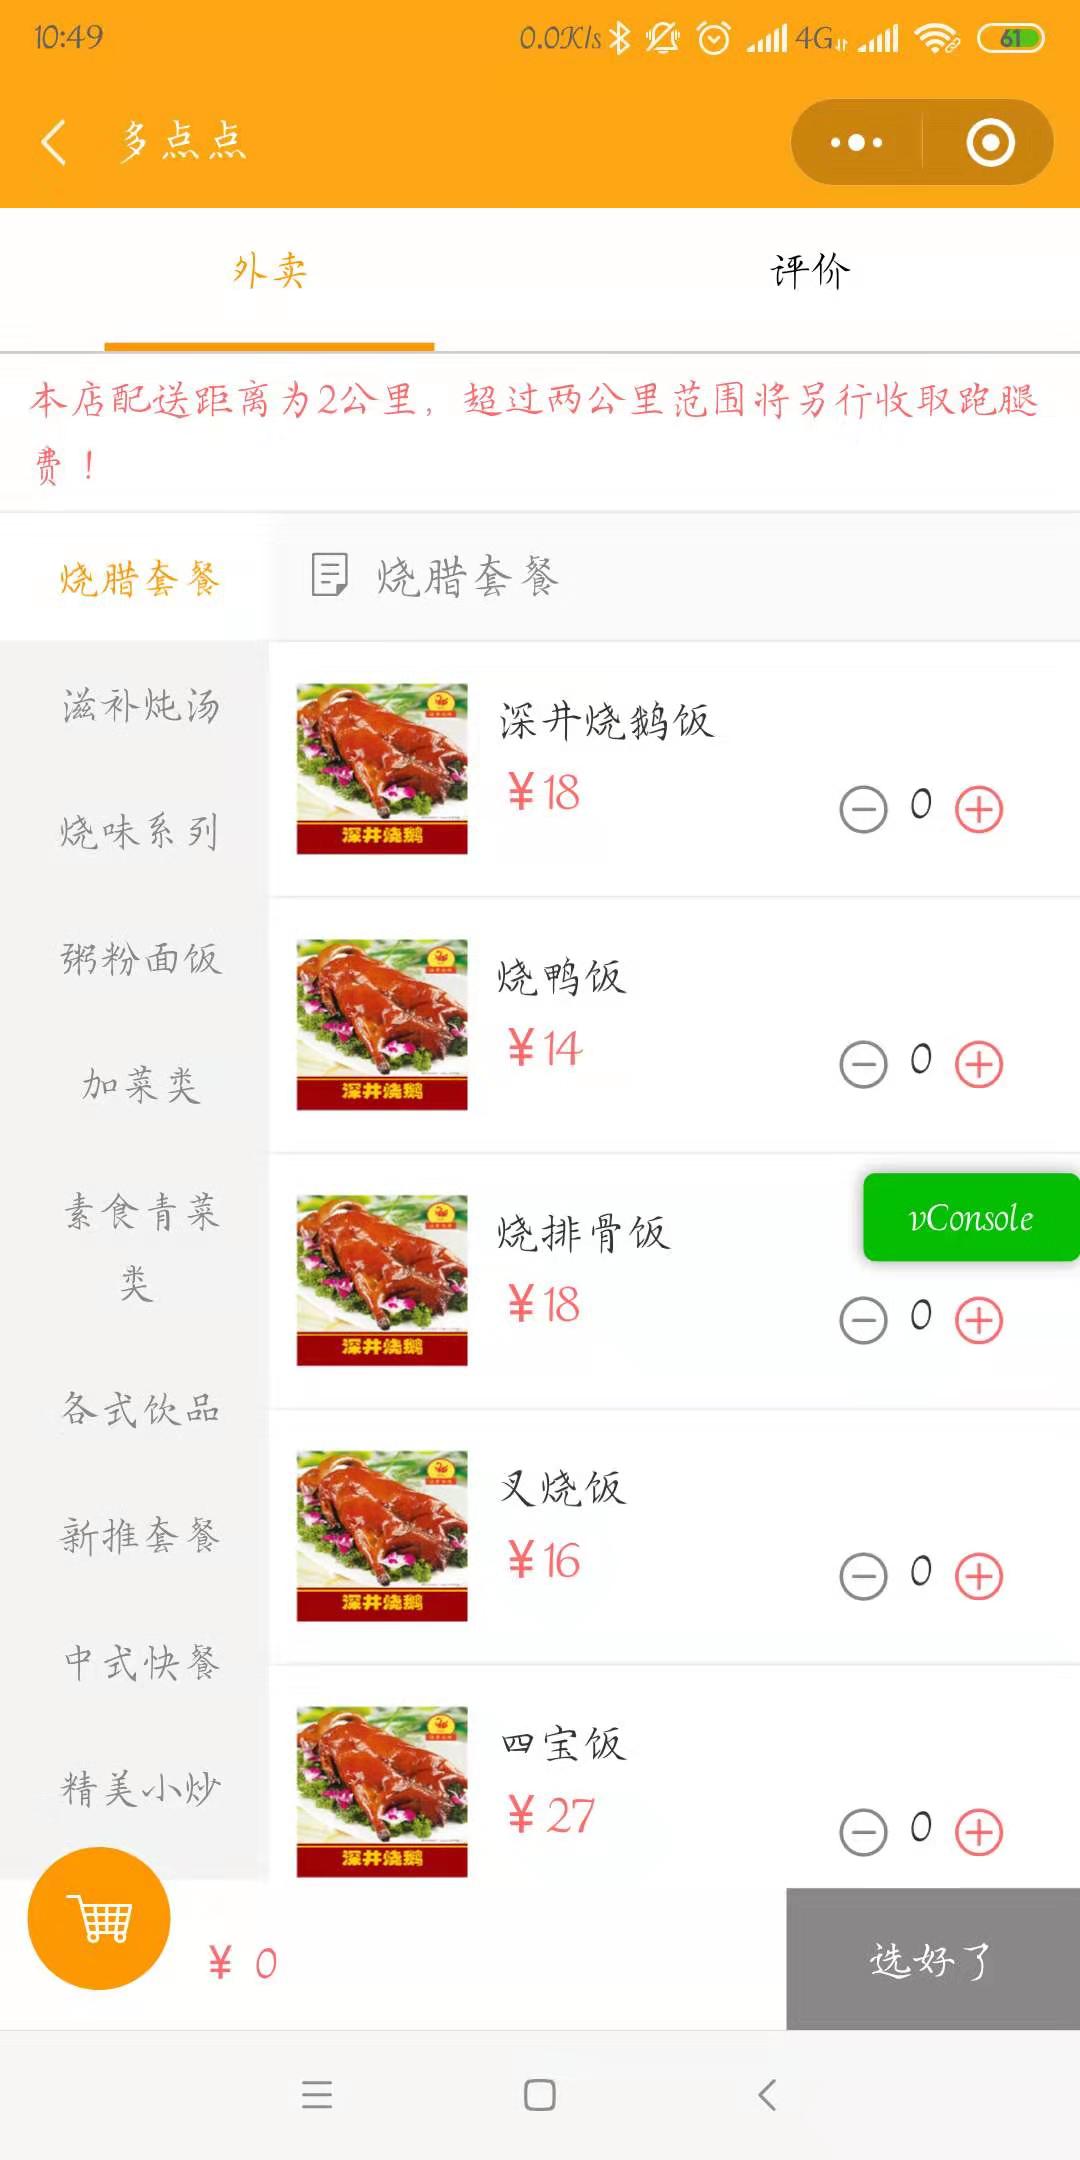 10:49
0.0K/s
4G
61
多点点
外卖
评价
本店配送距离为2公里，超过两公里范围将另行收取跑腿
费！
烧腊套餐
烧腊套餐
滋补炖汤
烧味系列
粥粉面饭
加菜类
素食青菜
类
各式饮品
新推套餐
中式快餐
精美小炒
深井烧鹅
深井烧鹅饭
¥18
0
深井烧鹅
烧鸭饭
¥14
0
vConsole
深井烧鹅
烧排骨饭
¥18
0
深井烧鹅
叉烧饭
¥16
0
深井烧鹅
四宝饭
¥27
0
¥ 0
选好了